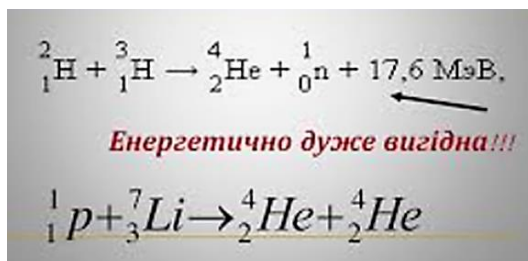 ²₁H + ³₁H → ⁴₂He + ¹₀n + 17,6 МэВ,
Енергетично дуже вигідна!!!
¹₁p+⁷₃Li→⁴₂He+⁴₂He